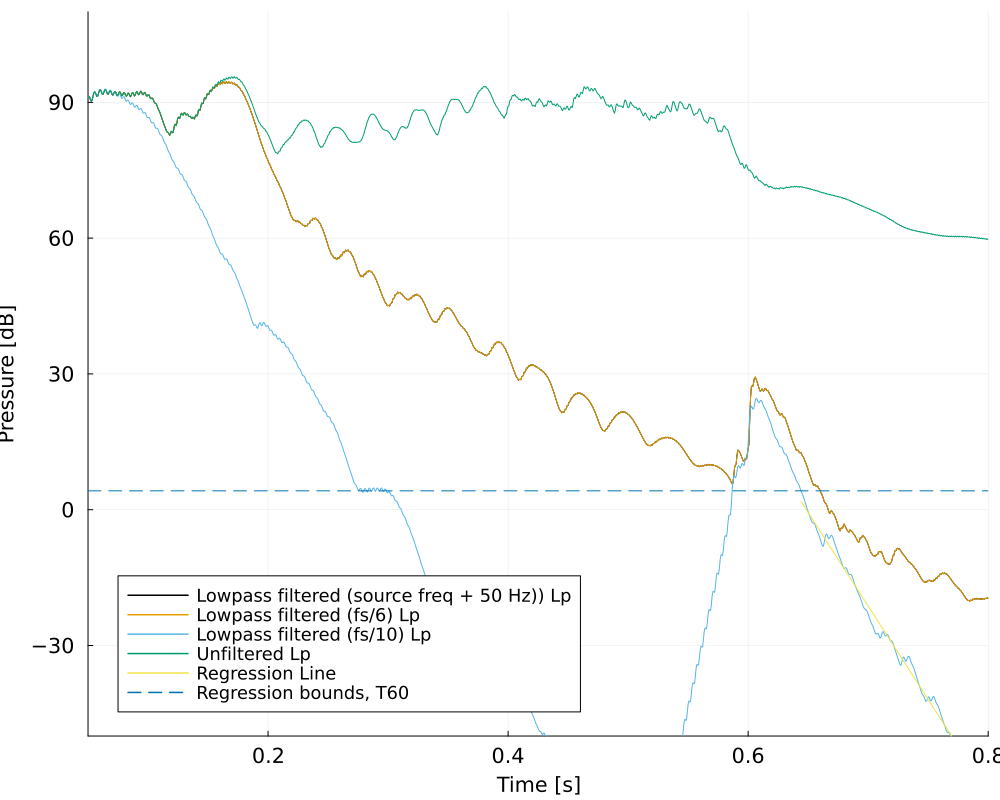 90
60
30
0
−30
Pressure [dB]
Lowpass filtered (source freq + 50 Hz)) Lp
Lowpass filtered (fs/6) Lp
Lowpass filtered (fs/10) Lp
Unfiltered Lp
Regression Line
Regression bounds, T60
0.2 0.4 0.6 0.8
Time [s]